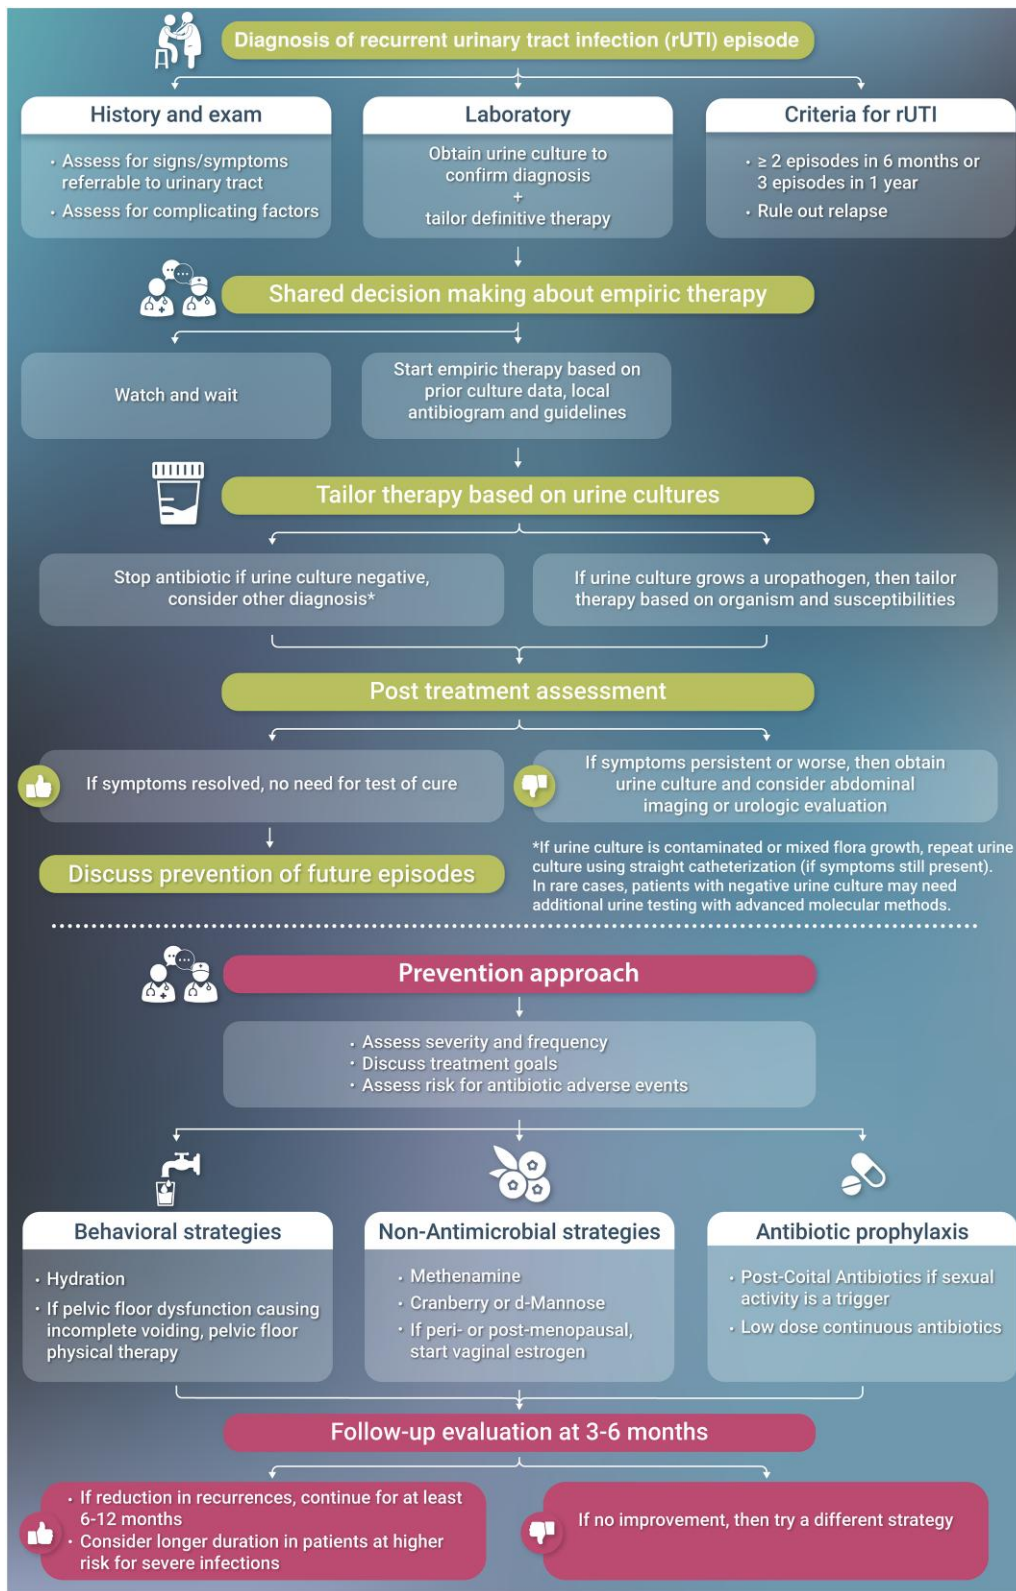 Diagnosis of recurrent urinary tract infection (rUTI) episode
History and exam
• Assess for signs/symptoms
referrable to urinary tract
• Assess for complicating factors
Laboratory
Obtain urine culture to
confirm diagnosis
+
tailor definitive therapy
Criteria for rUTI
• ≥ 2 episodes in 6 months or
3 episodes in 1 year
• Rule out relapse
Shared decision making about empiric therapy
Watch and wait
Start empiric therapy based on
prior culture data, local
antibiogram and guidelines
Tailor therapy based on urine cultures
Stop antibiotic if urine culture negative,
consider other diagnosis*
If urine culture grows a uropathogen, then tailor
therapy based on organism and susceptibilities
Post treatment assessment
If symptoms resolved, no need for test of cure
If symptoms persistent or worse, then obtain
urine culture and consider abdominal
imaging or urologic evaluation
Discuss prevention of future episodes
*If urine culture is contaminated or mixed flora growth, repeat urine
culture using straight catheterization (if symptoms still present).
In rare cases, patients with negative urine culture may need
additional urine testing with advanced molecular methods.
Prevention approach
• Assess severity and frequency
• Discuss treatment goals
• Assess risk for antibiotic adverse events
Behavioral strategies
• Hydration
• If pelvic floor dysfunction causing
incomplete voiding, pelvic floor
physical therapy
Non-Antimicrobial strategies
• Methenamine
• Cranberry or d-Mannose
• If peri- or post-menopausal,
start vaginal estrogen
Antibiotic prophylaxis
• Post-Coital Antibiotics if sexual
activity is a trigger
• Low dose continuous antibiotics
Follow-up evaluation at 3-6 months
• If reduction in recurrences, continue for at least
6-12 months
• Consider longer duration in patients at higher
risk for severe infections
If no improvement, then try a different strategy